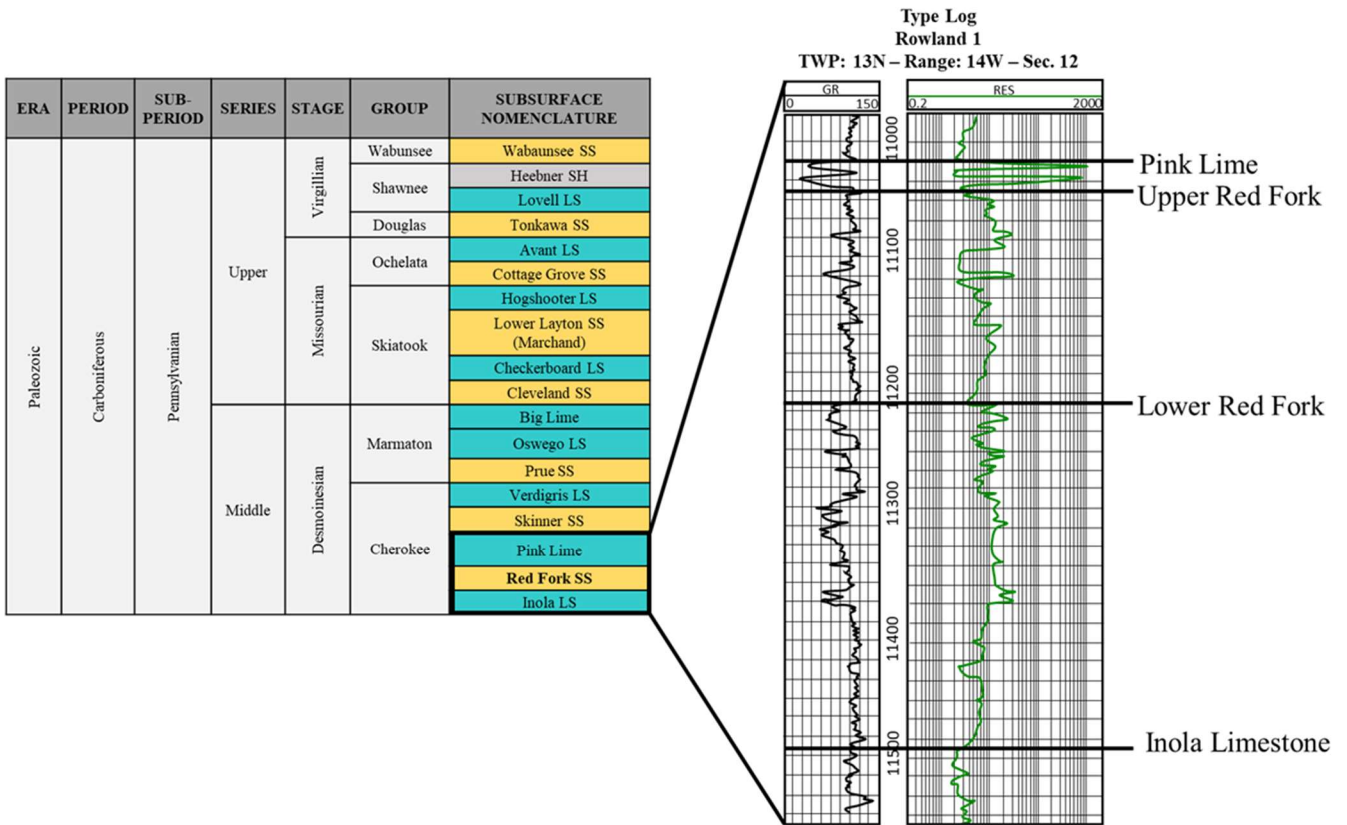 Type Log
Rowland 1
TWP: 13N – Range: 14W – Sec. 12
ERA
PERIOD
SUB-
PERIOD
SERIES
STAGE
GROUP
SUBSURFACE
NOMENCLATURE
Paleozoic
Carboniferous
Pennsylvanian
Upper
Middle
Virgillian
Missourian
Desmoinesian
Wabunsee
Shawnee
Douglas
Ochelata
Skiatook
Marmaton
Cherokee
Wabaunsee SS
Heebner SH
Lovell LS
Tonkawa SS
Avant LS
Cottage Grove SS
Hogshooter LS
Lower Layton SS
(Marchand)
Checkerboard LS
Cleveland SS
Big Lime
Oswego LS
Prue SS
Verdigris LS
Skinner SS
Pink Lime
Red Fork SS
Inola LS
GR
0 150
RES
0.2 2000
11000
11100
11200
11300
11400
11500
Pink Lime
Upper Red Fork
Lower Red Fork
Inola Limestone